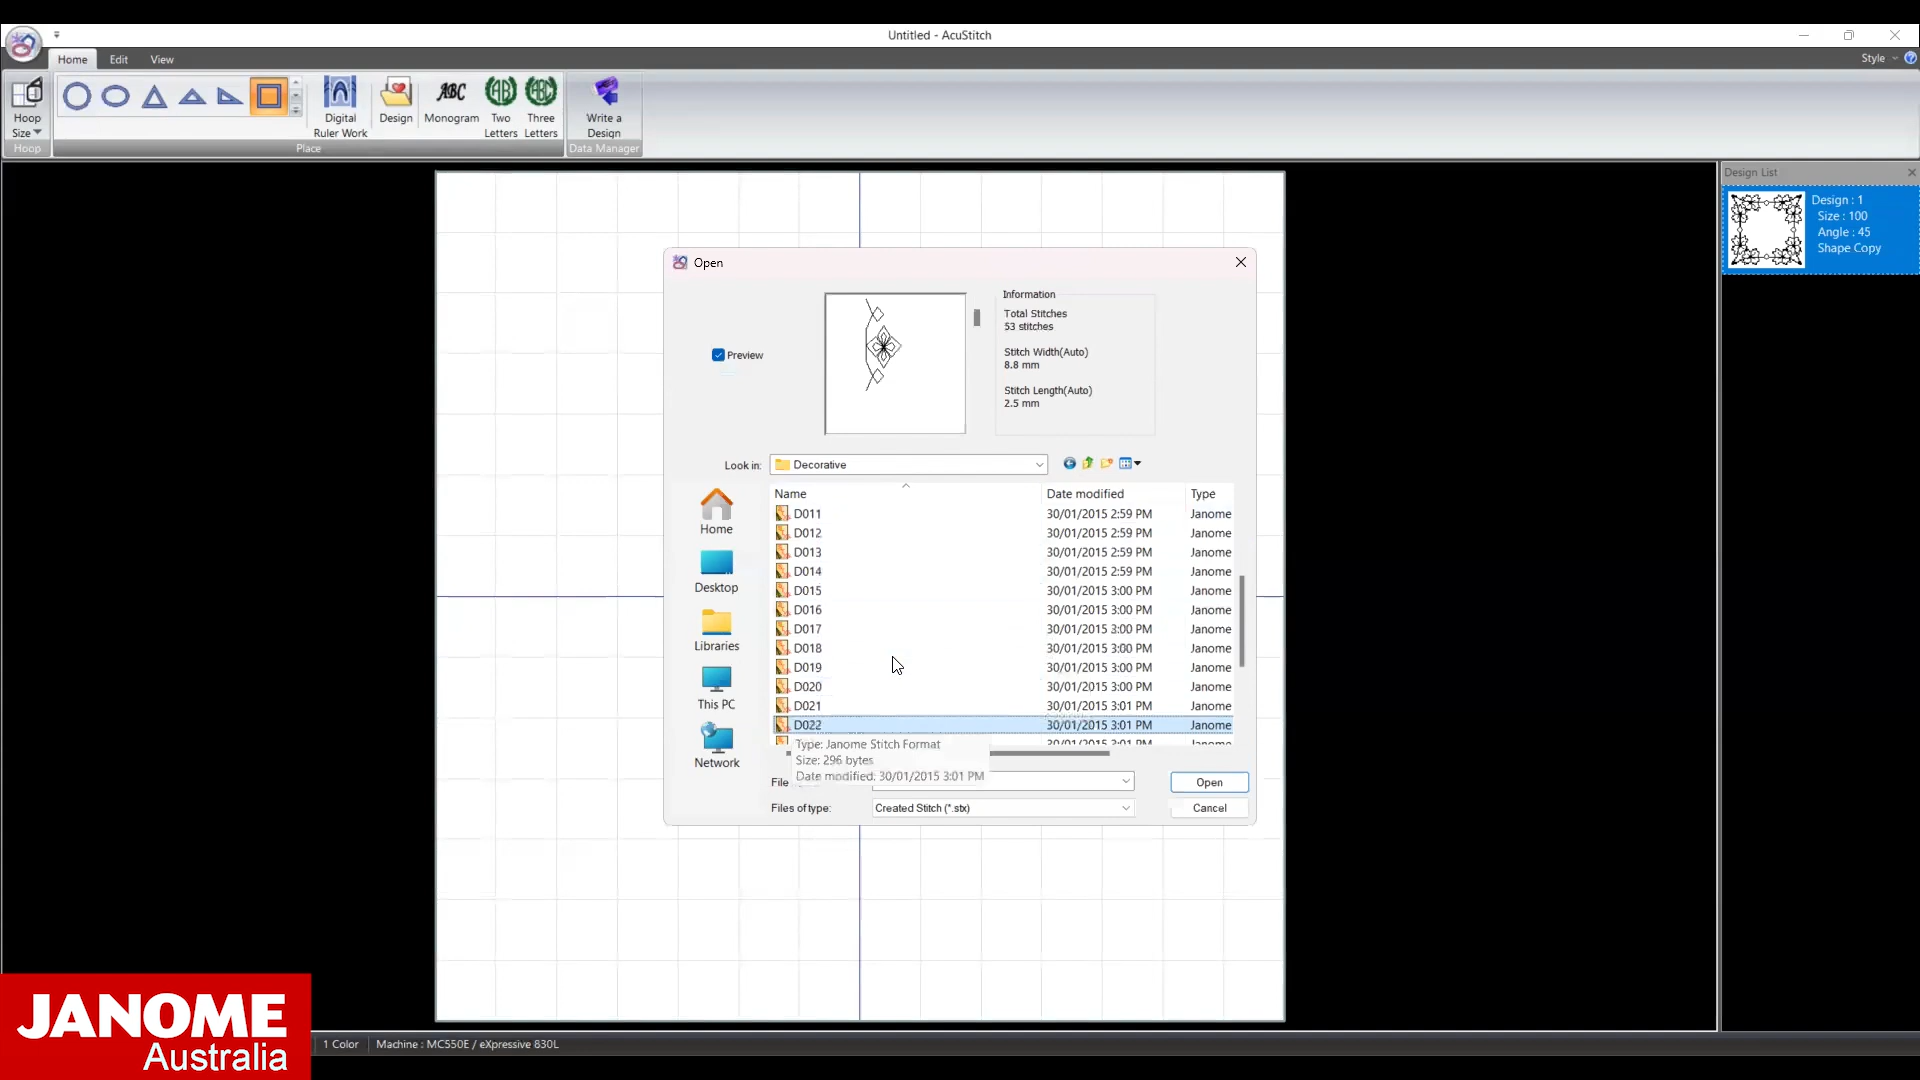 Untitled - AcuStitch
Home Edit View
Style
Hoop Size
Hoop
Digital Ruler Work
Design
ABC
Monogram
AB
Two Letters
ABC
Three Letters
Place
Write a Design
Data Manager
Design List
Design : 1
Size : 100
Angle : 45
Shape Copy
Open
Preview
Information
Total Stitches
53 stitches
Stitch Width(Auto)
8.8 mm
Stitch Length(Auto)
2.5 mm
Look in: Decorative
Name Date modified Type
D011 30/01/2015 2:59 PM Janome
D012 30/01/2015 2:59 PM Janome
D013 30/01/2015 2:59 PM Janome
D014 30/01/2015 2:59 PM Janome
D015 30/01/2015 3:00 PM Janome
D016 30/01/2015 3:00 PM Janome
D017 30/01/2015 3:00 PM Janome
D018 30/01/2015 3:00 PM Janome
D019 30/01/2015 3:00 PM Janome
D020 30/01/2015 3:00 PM Janome
D021 30/01/2015 3:01 PM Janome
D022 30/01/2015 3:01 PM Janome
30/01/2015 3:01 PM Janome
Home
Desktop
Libraries
This PC
Network
Type: Janome Stitch Format
Size: 296 bytes
Date modified: 30/01/2015 3:01 PM
File
Open
Files of type: Created Stitch (*.stx)
Cancel
JANOME
Australia
1 Color Machine : MC550E / eXpressive 830L